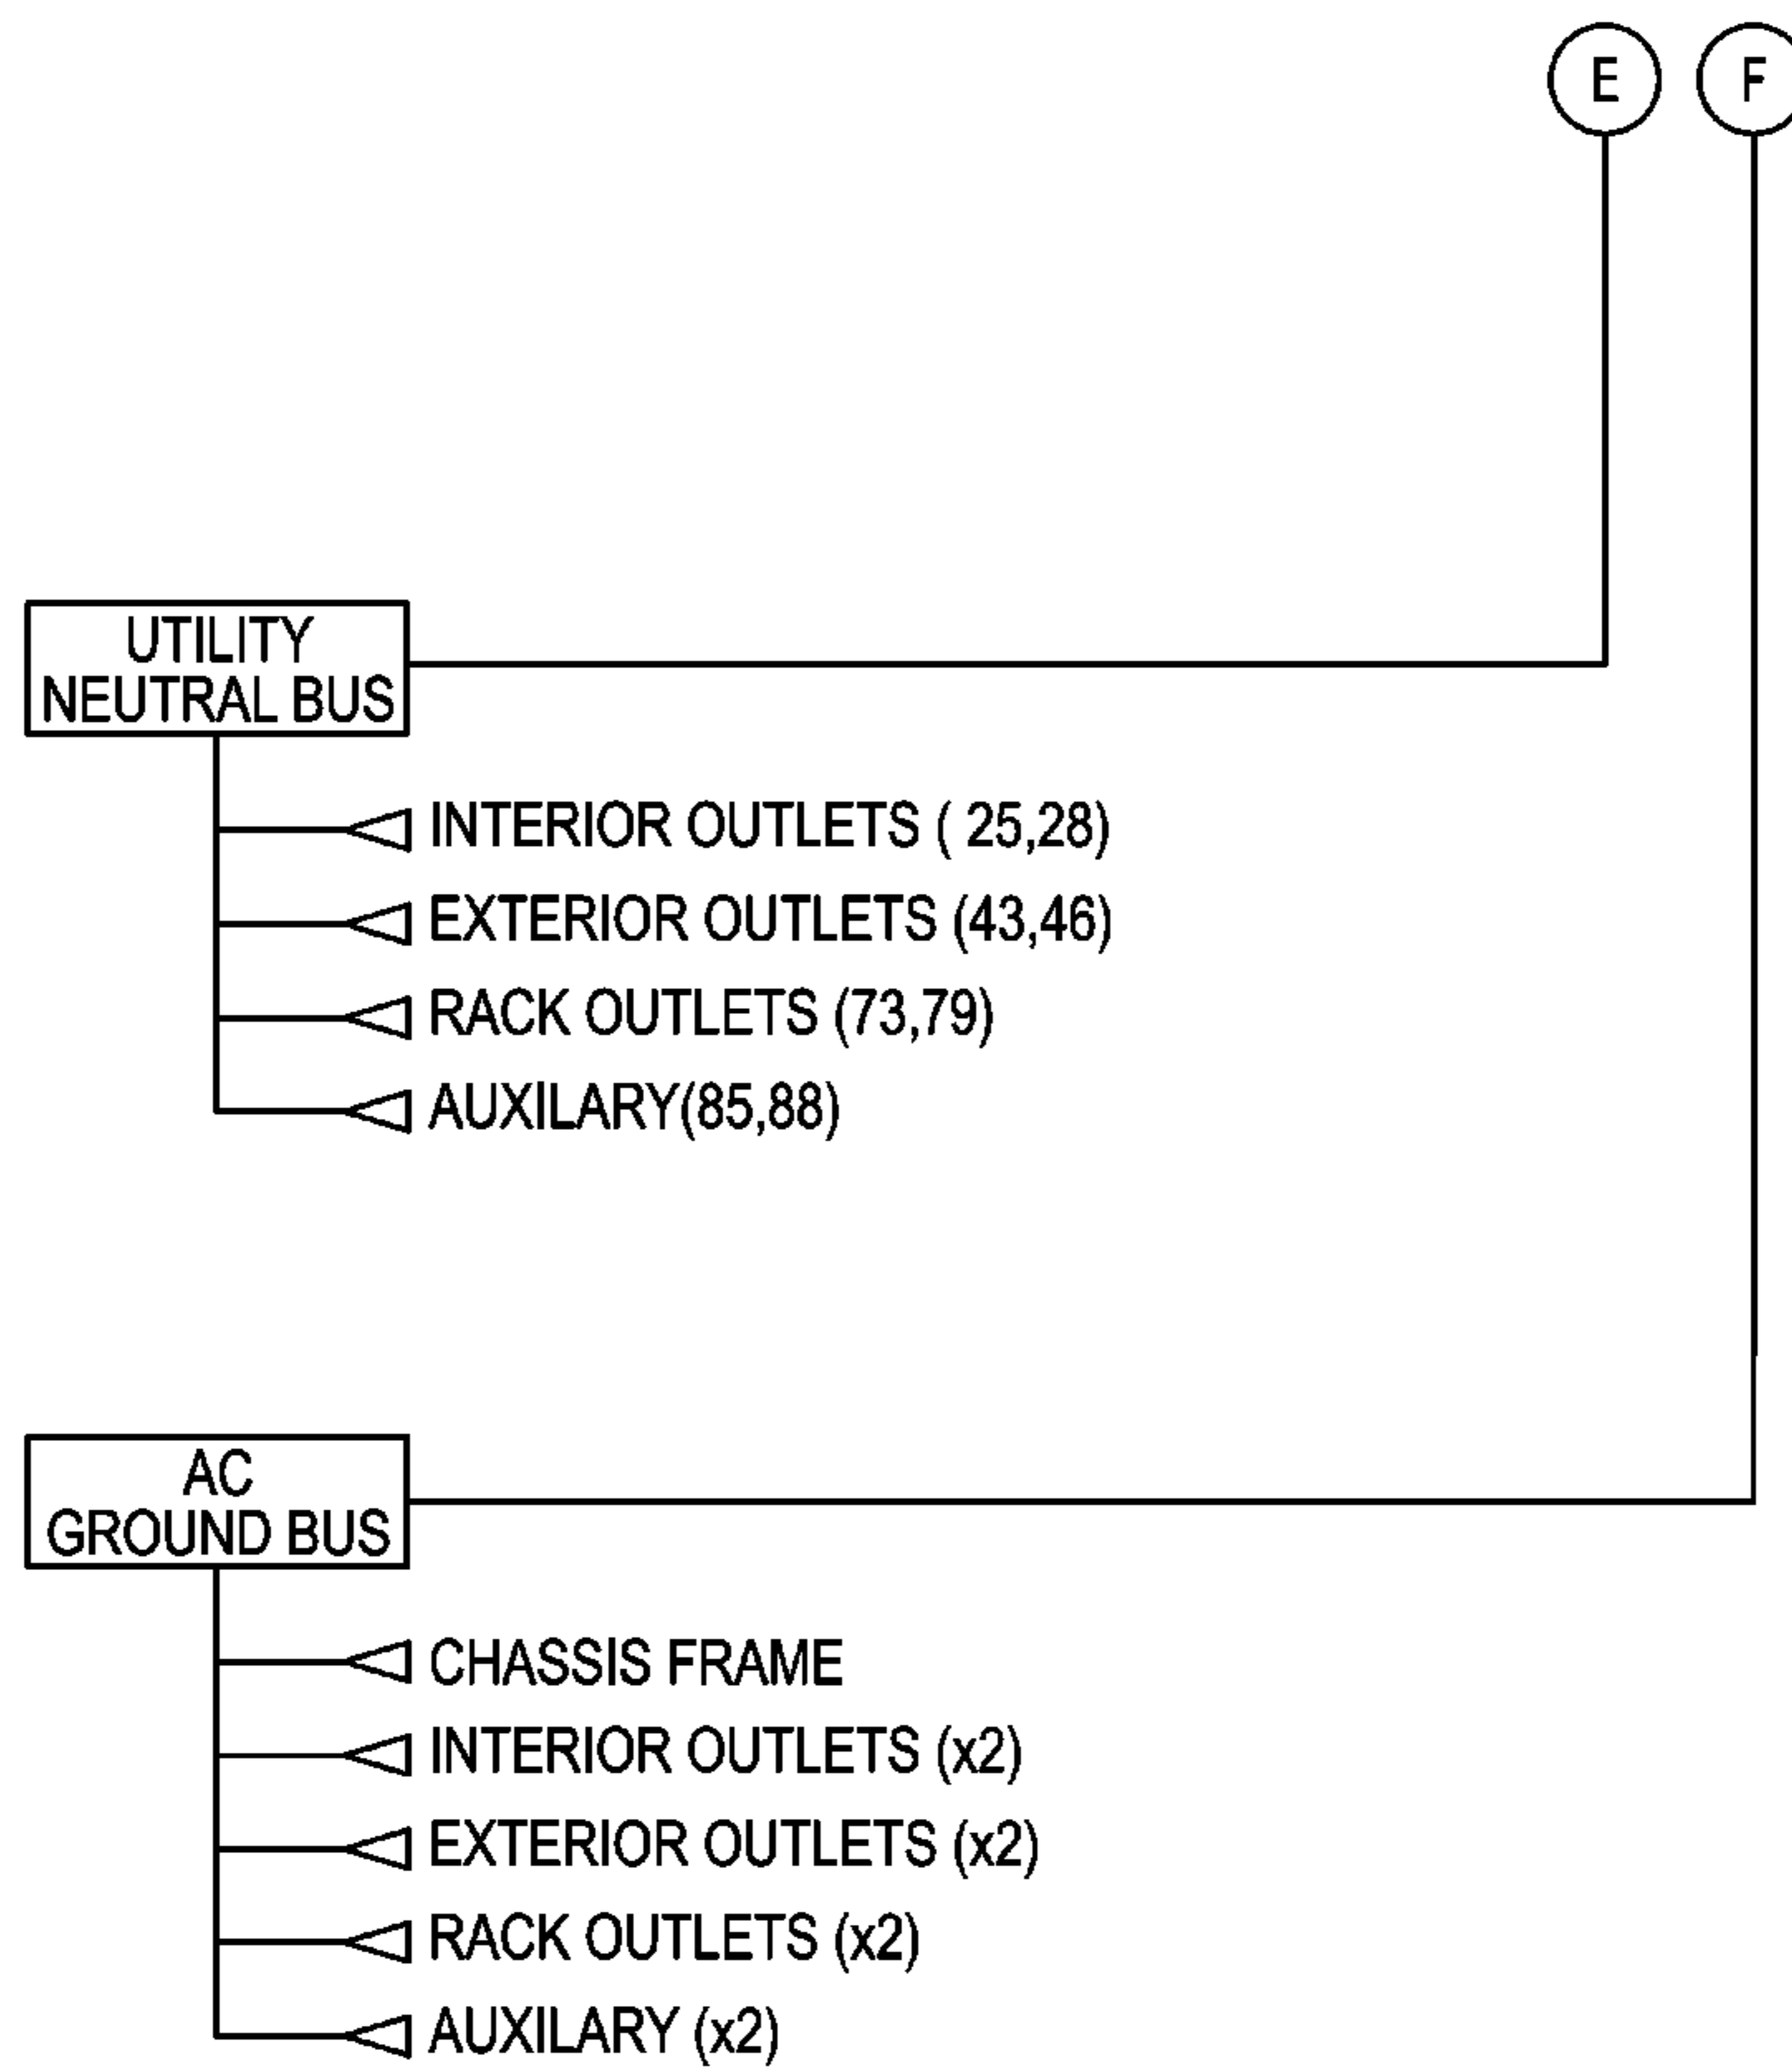 E F
UTILITY
NEUTRAL BUS
INTERIOR OUTLETS ( 25,28)
EXTERIOR OUTLETS (43,46)
RACK OUTLETS (73,79)
AUXILARY(85,88)
AC
GROUND BUS
CHASSIS FRAME
INTERIOR OUTLETS (x2)
EXTERIOR OUTLETS (x2)
RACK OUTLETS (x2)
AUXILARY (x2)